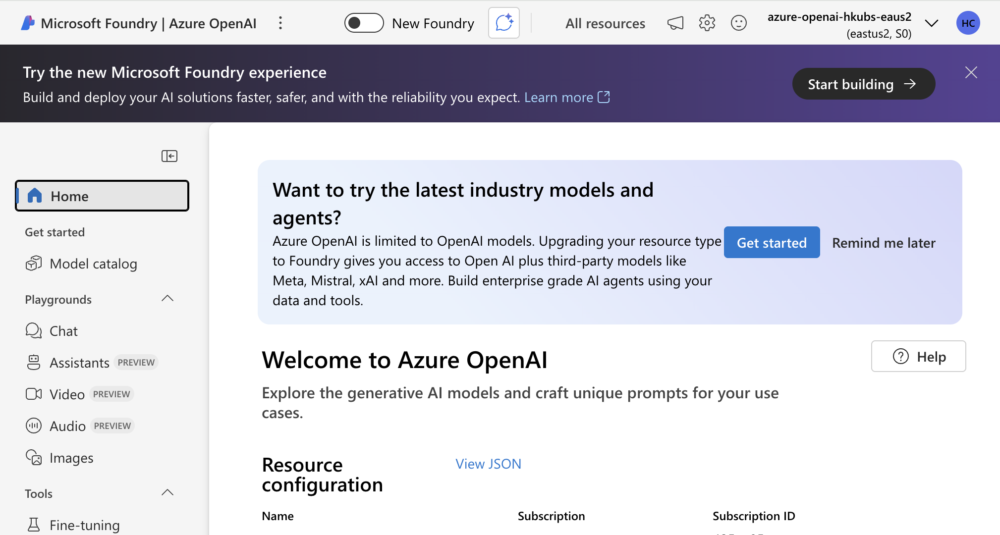 Microsoft Foundry | Azure OpenAI
New Foundry
All resources
azure-openai-hkubs-eaus2
(eastus2, S0)
HC
Try the new Microsoft Foundry experience
Build and deploy your AI solutions faster, safer, and with the reliability you expect. Learn more
Start building
Home
Get started
Model catalog
Playgrounds
Chat
Assistants PREVIEW
Video PREVIEW
Audio PREVIEW
Images
Tools
Fine-tuning
Want to try the latest industry models and
agents?
Azure OpenAI is limited to OpenAI models. Upgrading your resource type
to Foundry gives you access to Open AI plus third-party models like
Meta, Mistral, xAI and more. Build enterprise grade AI agents using your
data and tools.
Get started
Remind me later
Welcome to Azure OpenAI
Help
Explore the generative AI models and craft unique prompts for your use
cases.
Resource
configuration
View JSON
Name
Subscription
Subscription ID